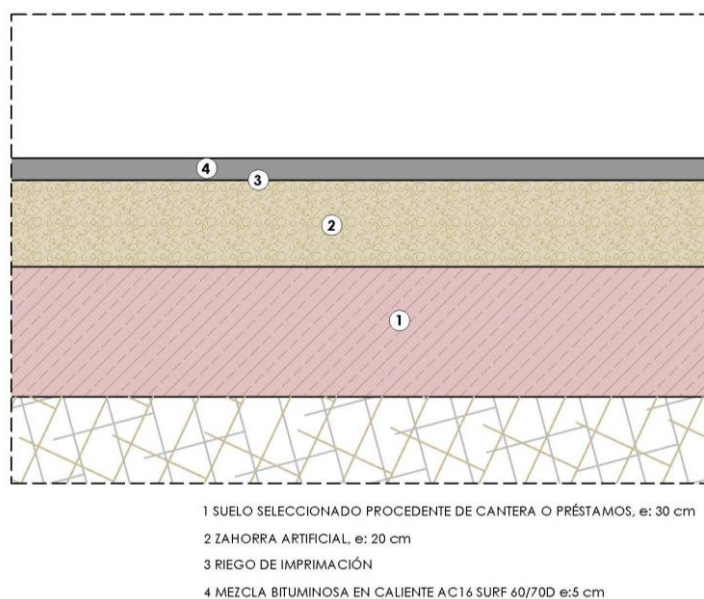 4
3
2
1
1 SUELO SELECCIONADO PROCEDENTE DE CANTERA O PRÉSTAMOS, e: 30 cm
2 ZAHORRA ARTIFICIAL, e: 20 cm
3 RIEGO DE IMPRIMACIÓN
4 MEZCLA BITUMINOSA EN CALIENTE AC16 SURF 60/70D e:5 cm